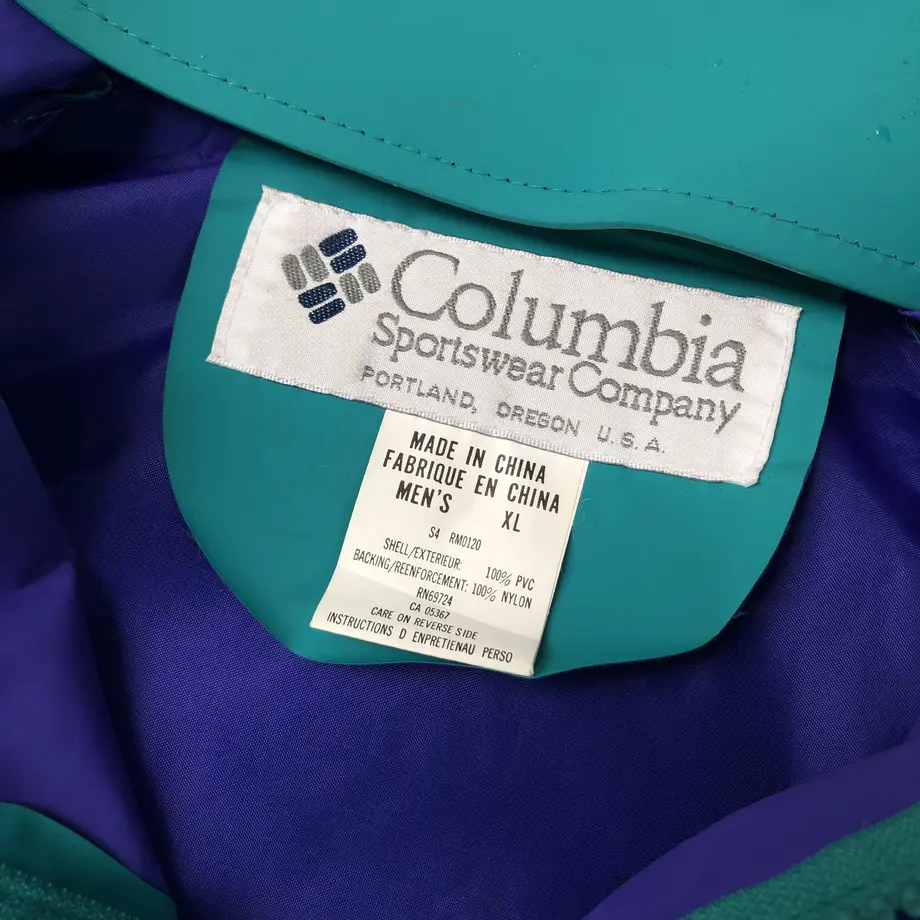 Columbia
Sportswear Company
PORTLAND, OREGON U.S.A.
MADE IN CHINA
FABRIQUE EN CHINA
MEN'S XL
S4 RM0120
SHELL/EXTERIEUR: 100% PVC
BACKING/REENFORCEMENT: 100% NYLON
RN69724
CA 05367
CARE ON REVERSE SIDE
INSTRUCTIONS D ENPRETIENAU PERSO